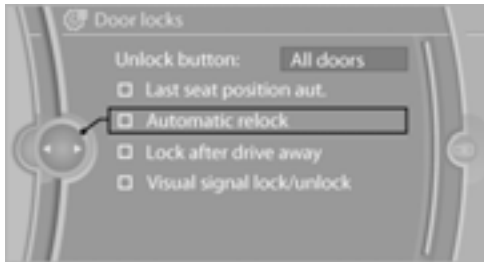 Door locks
Unlock button: All doors
Last seat position aut.
Automatic relock
Lock after drive away
Visual signal lock/unlock